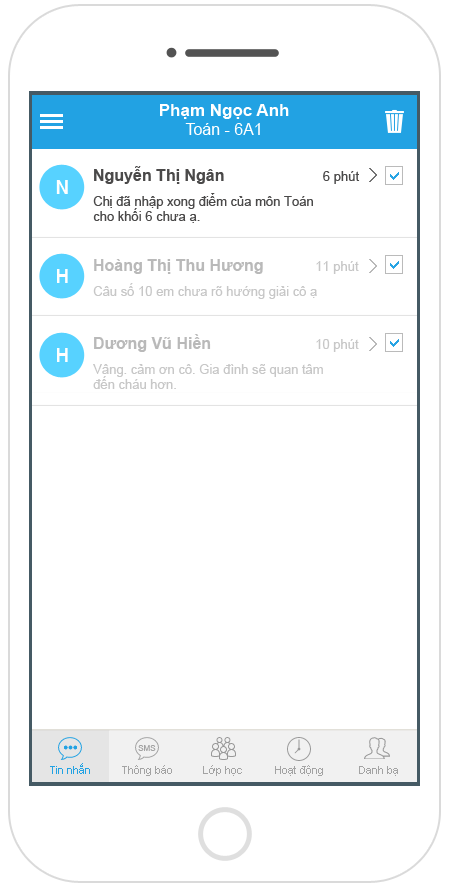 Phạm Ngọc Anh
Toán - 6A1
N
Nguyễn Thị Ngân
6 phút
Chị đã nhập xong điểm của môn Toán
cho khối 6 chưa ạ.
H
Hoàng Thị Thu Hương
11 phút
Câu số 10 em chưa rõ hướng giải cô ạ
H
Dương Vũ Hiền
10 phút
Vâng. cảm ơn cô. Gia đình sẽ quan tâm
đến cháu hơn.
SMS
Tin nhắn
Thông báo
Lớp học
Hoạt động
Danh bạ